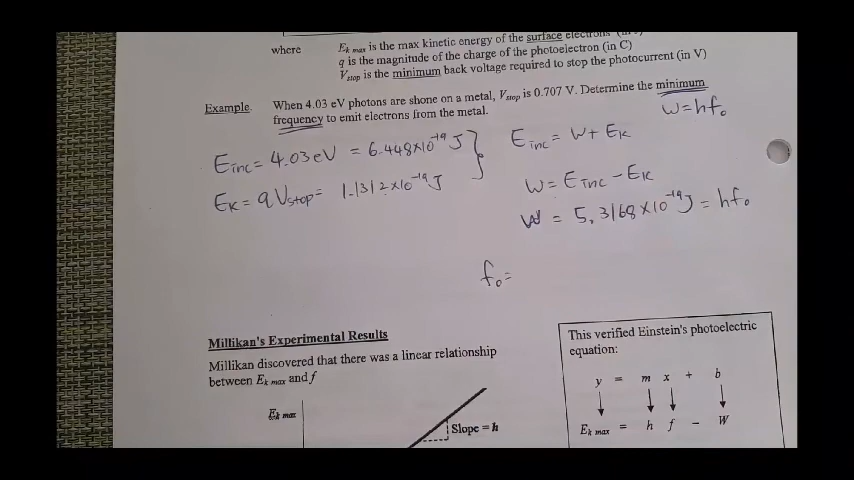 where Ek max is the max kinetic energy of the surface electrons
q is the magnitude of the charge of the photoelectron (in C)
Vstop is the minimum back voltage required to stop the photocurrent (in V)
Example. When 4.03 eV photons are shone on a metal, Vstop is 0.707 V. Determine the minimum
frequency to emit electrons from the metal.
W=hf₀
Einc = 4.03eV = 6.448×10⁻¹⁹ J
EK = qVstop = 1.1312×10⁻¹⁹ J
Einc = W + EK
W = Einc - EK
W = 5.3168×10⁻¹⁹J = hf₀
f₀=
Millikan's Experimental Results
Millikan discovered that there was a linear relationship
between Ek max and f
Ek max
Slope = h
This verified Einstein's photoelectric
equation:
y = m x + b
Ek max = h f - W